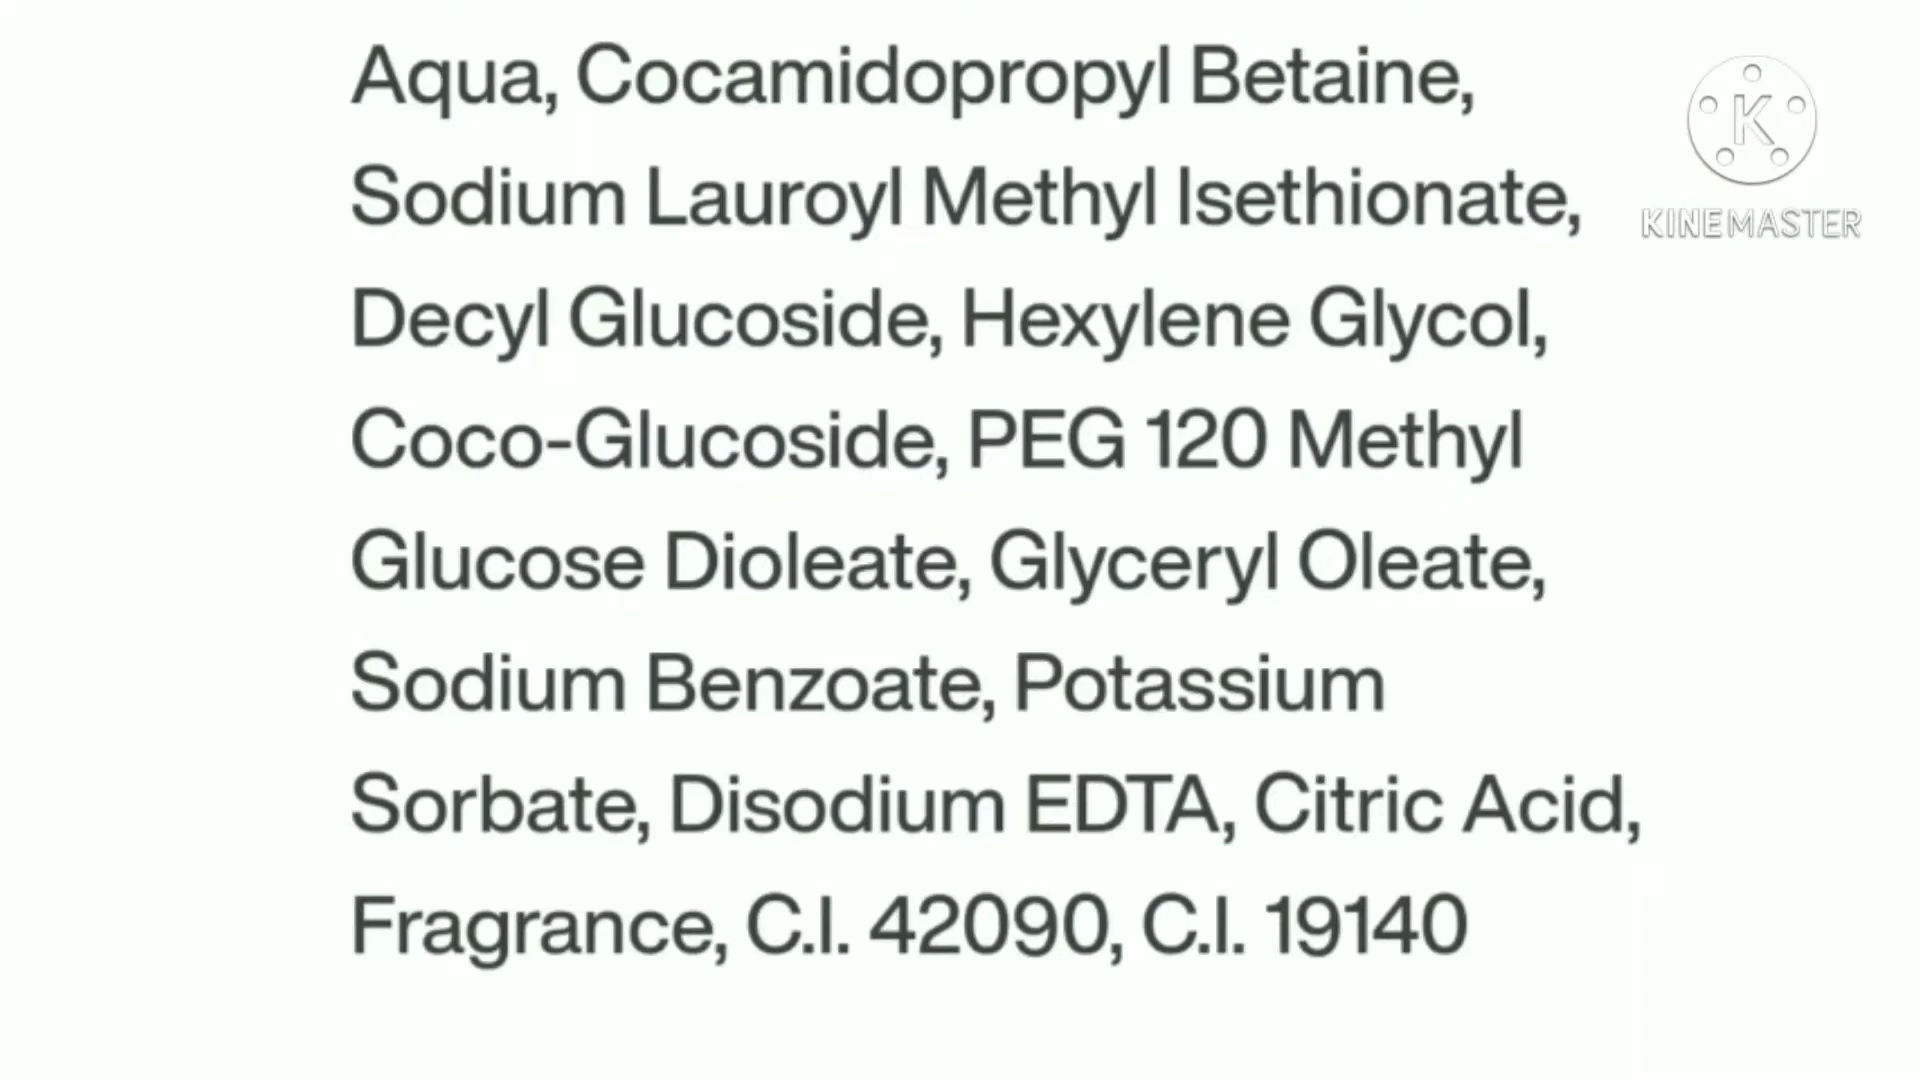 Aqua, Cocamidopropyl Betaine,
Sodium Lauroyl Methyl Isethionate,
Decyl Glucoside, Hexylene Glycol,
Coco-Glucoside, PEG 120 Methyl
Glucose Dioleate, Glyceryl Oleate,
Sodium Benzoate, Potassium
Sorbate, Disodium EDTA, Citric Acid,
Fragrance, C.I. 42090, C.I. 19140
K
KINEMASTER